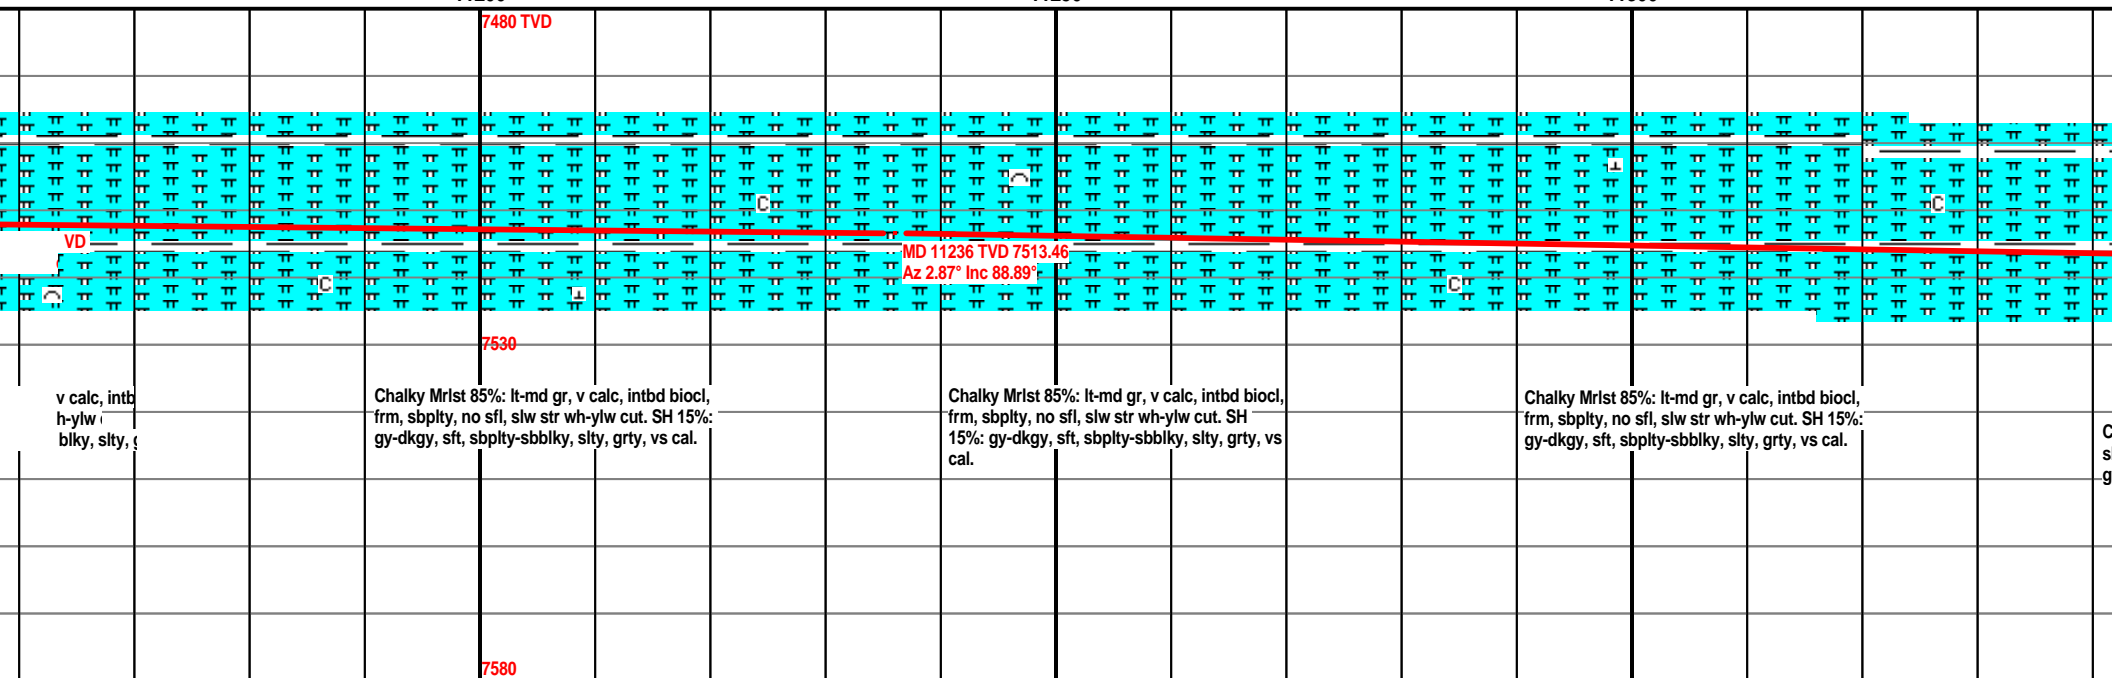 7480 TVD
VD
MD 11236 TVD 7513.46
Az 2.87° Inc 88.89°
7530
v calc, intb
h-ylw
blky, slty,
Chalky Mrlst 85%: lt-md gr, v calc, intbd biocl,
frm, sbplty, no sfl, slw str wh-ylw cut. SH 15%:
gy-dkgy, sft, sbplty-sbblky, slty, grty, vs cal.
Chalky Mrlst 85%: lt-md gr, v calc, intbd biocl,
frm, sbplty, no sfl, slw str wh-ylw cut. SH
15%: gy-dkgy, sft, sbplty-sbblky, slty, grty, vs
cal.
Chalky Mrlst 85%: lt-md gr, v calc, intbd biocl,
frm, sbplty, no sfl, slw str wh-ylw cut. SH 15%:
gy-dkgy, sft, sbplty-sbblky, slty, grty, vs cal.
7580